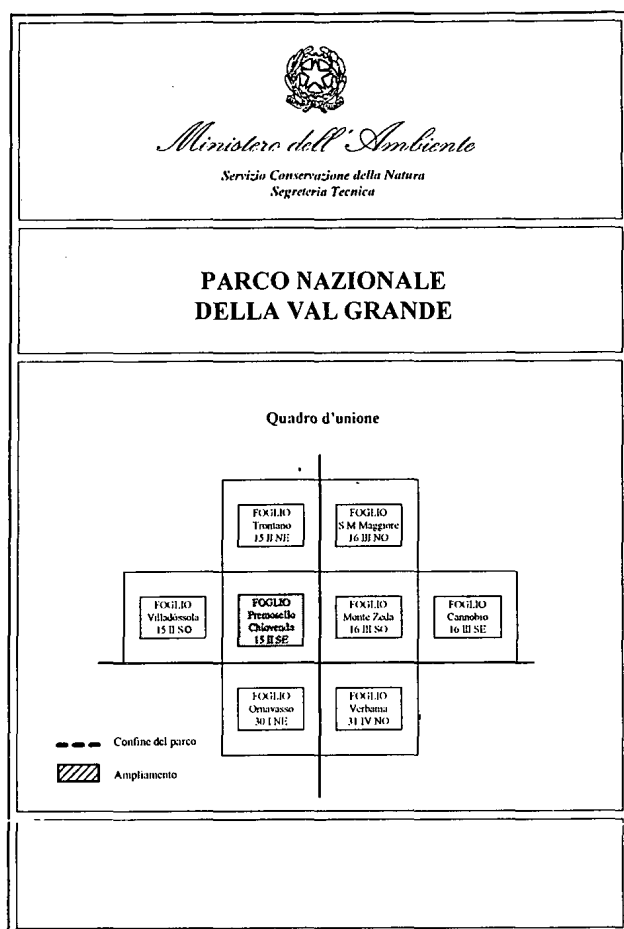 Ministero dell'Ambiente
Servizio Conservazione della Natura
Segreteria Tecnica
PARCO NAZIONALE
DELLA VAL GRANDE
Quadro d'unione
FOGLIO
Trontano
15 II NE
FOGLIO
S M Maggiore
16 III NO
FOGLIO
Villadossola
15 II SO
FOGLIO
Premosello
Chiovenda
15 II SE
FOGLIO
Monte Zeda
16 III SO
FOGLIO
Cannobio
16 III SE
FOGLIO
Ornavasso
30 I NE
FOGLIO
Verbania
31 IV NO
Confine del parco
Ampliamento